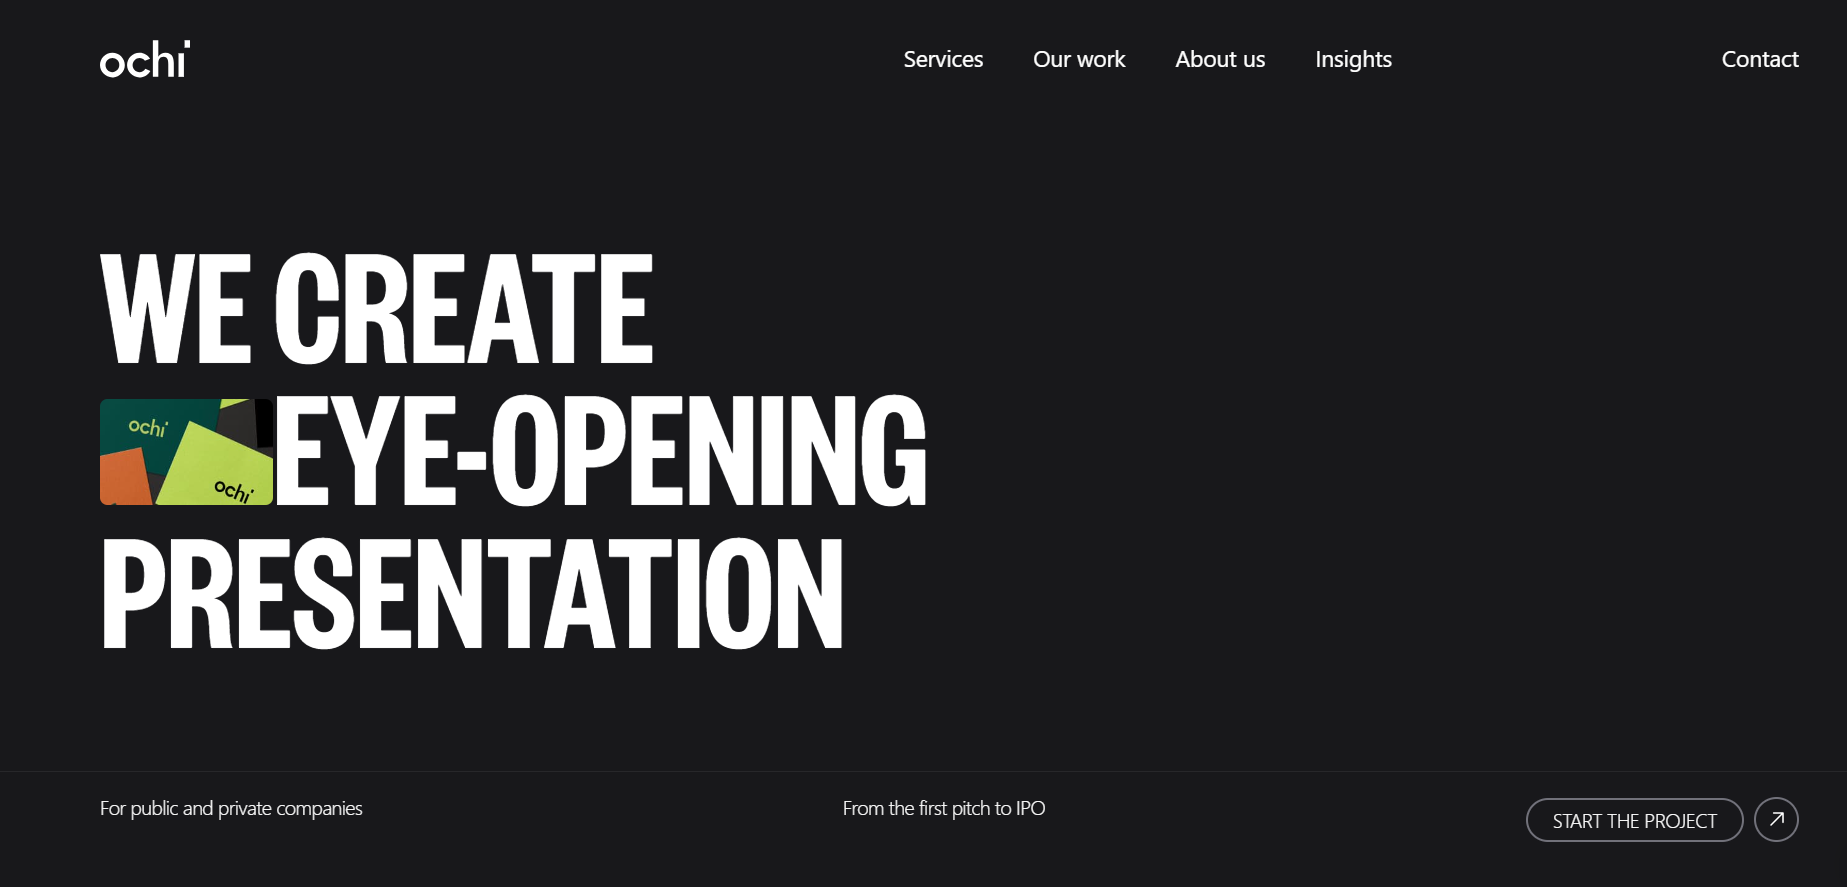 ochi
Services Our work About us Insights Contact
WE CREATE
ochi
ochi
EYE-OPENING
PRESENTATION
For public and private companies From the first pitch to IPO START THE PROJECT